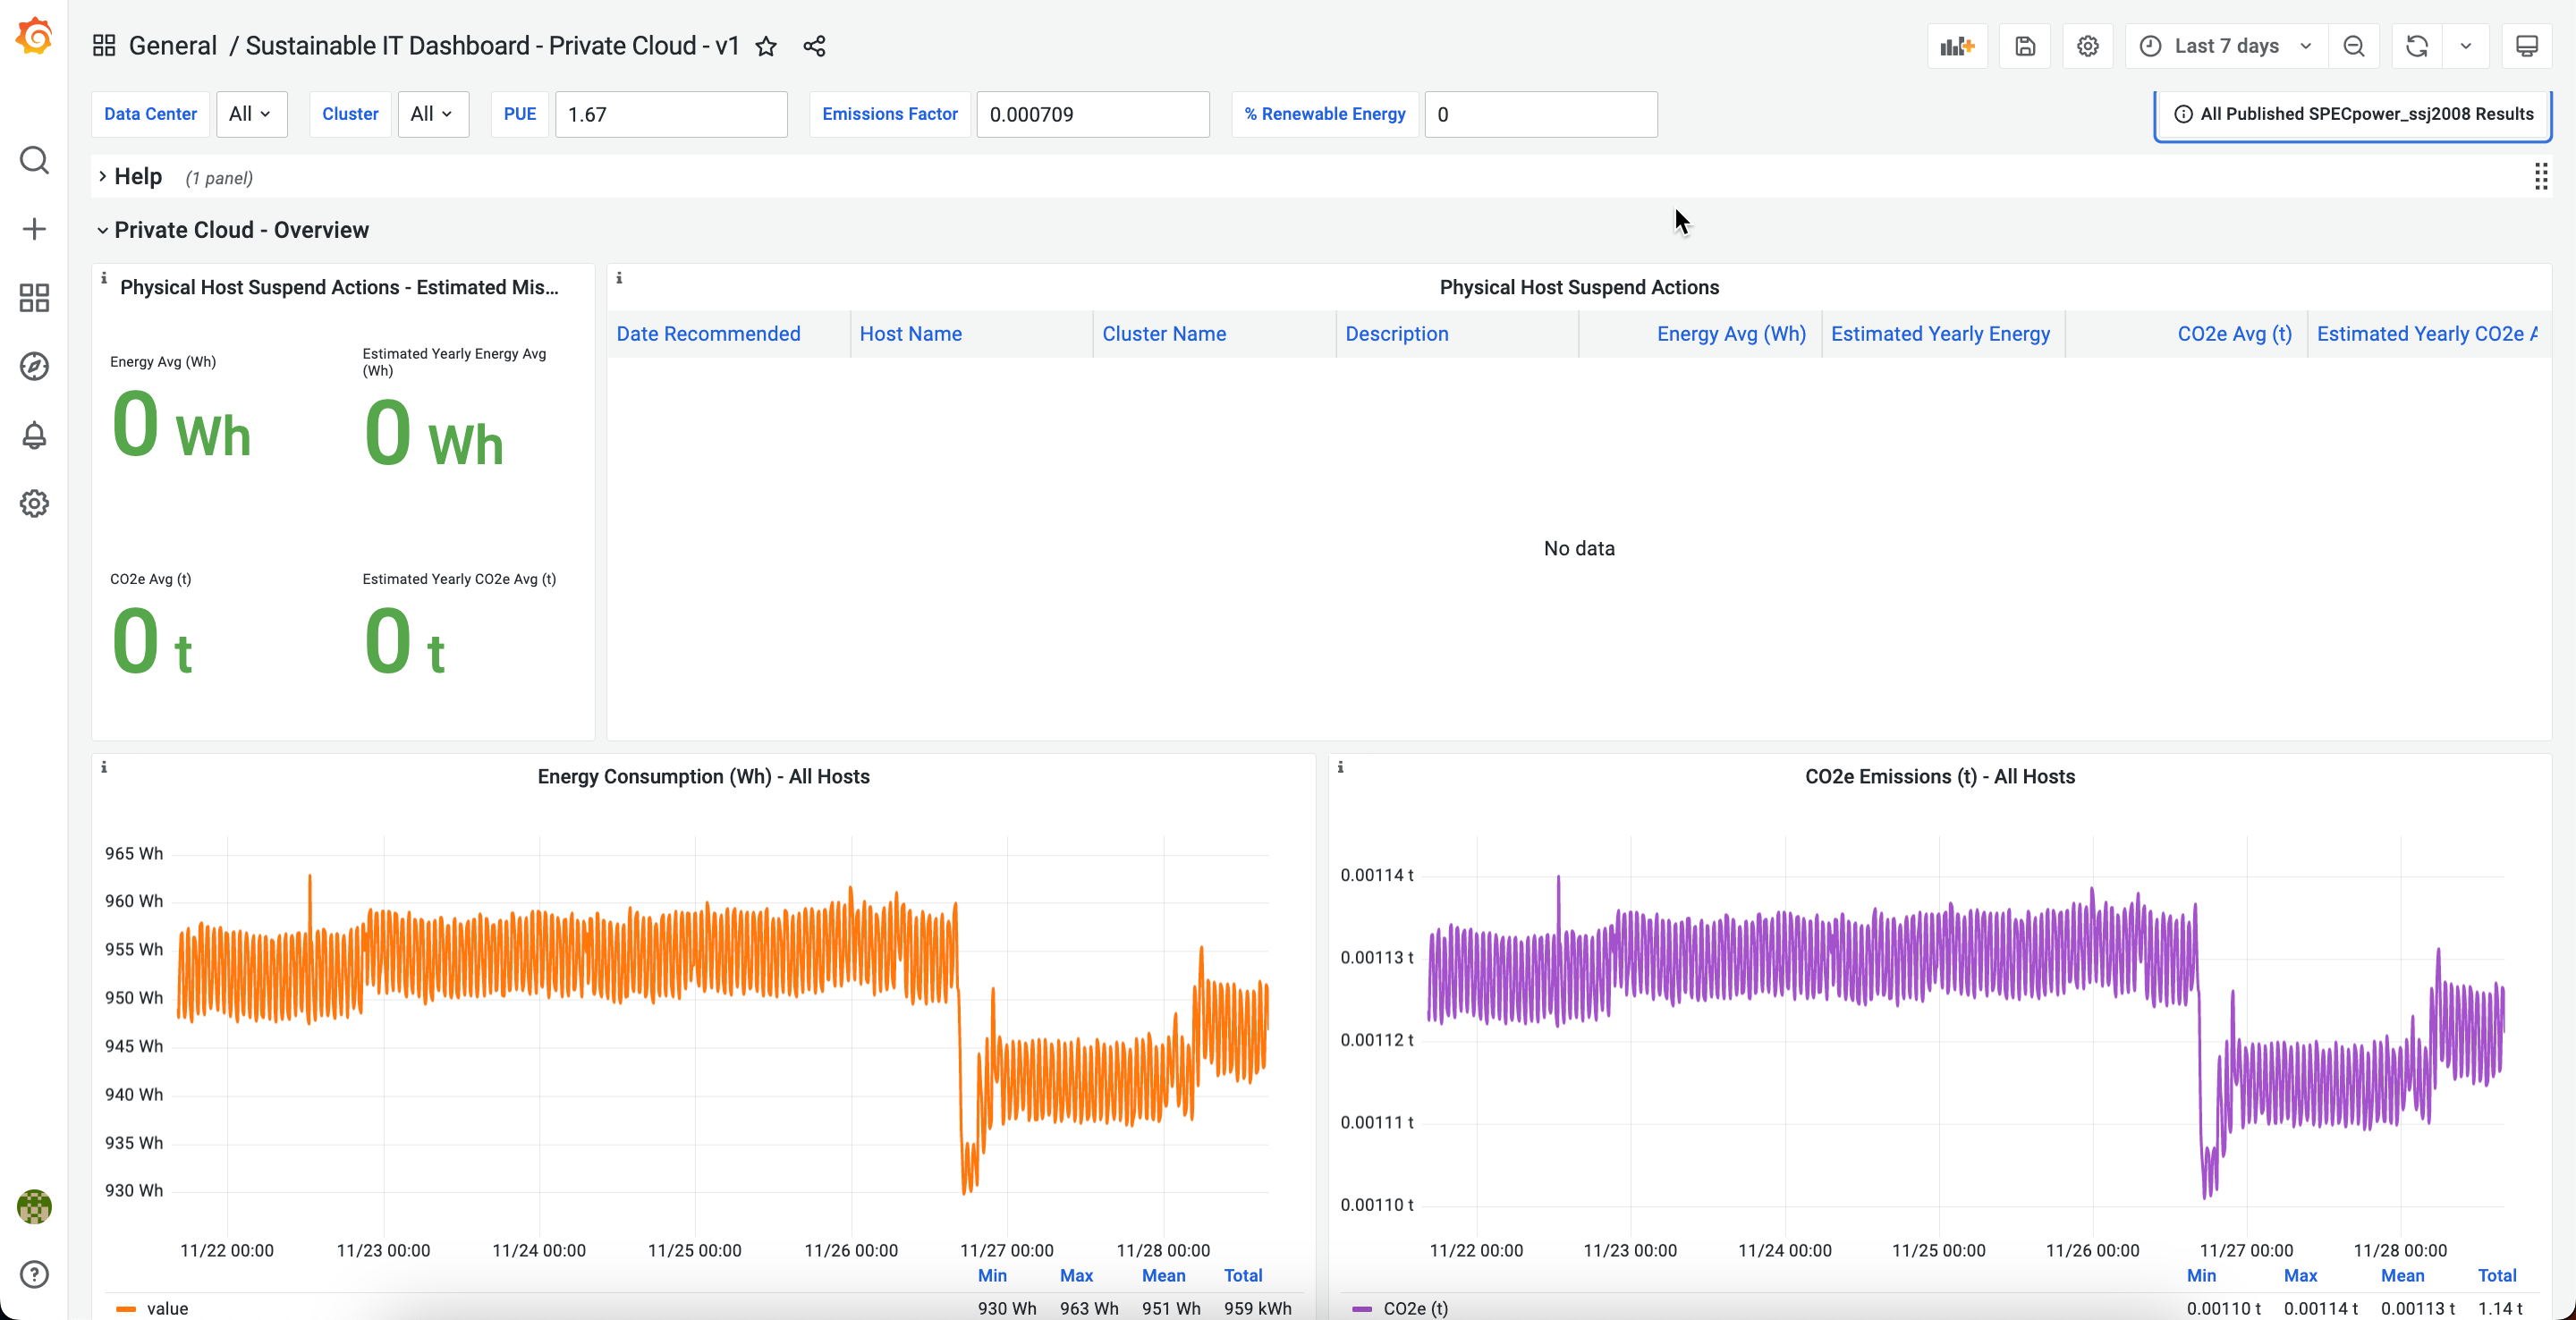 General / Sustainable IT Dashboard - Private Cloud - v1
Last 7 days
Data Center All Cluster All PUE 1.67 Emissions Factor 0.000709 % Renewable Energy 0
All Published SPECpower_ssj2008 Results
Help (1 panel)
Private Cloud - Overview
Physical Host Suspend Actions - Estimated Mis...
Energy Avg (Wh)
0 Wh
Estimated Yearly Energy Avg
(Wh)
0 Wh
CO2e Avg (t)
0 t
Estimated Yearly CO2e Avg (t)
0 t
Physical Host Suspend Actions
Date Recommended Host Name Cluster Name Description Energy Avg (Wh) Estimated Yearly Energy CO2e Avg (t) Estimated Yearly CO2e A
No data
Energy Consumption (Wh) - All Hosts
965 Wh
960 Wh
955 Wh
950 Wh
945 Wh
940 Wh
935 Wh
930 Wh
11/22 00:00 11/23 00:00 11/24 00:00 11/25 00:00 11/26 00:00 11/27 00:00 11/28 00:00
Min Max Mean Total
value 930 Wh 963 Wh 951 Wh 959 kWh
CO2e Emissions (t) - All Hosts
0.00114 t
0.00113 t
0.00112 t
0.00111 t
0.00110 t
11/22 00:00 11/23 00:00 11/24 00:00 11/25 00:00 11/26 00:00 11/27 00:00 11/28 00:00
Min Max Mean Total
CO2e (t) 0.00110 t 0.00114 t 0.00113 t 1.14 t